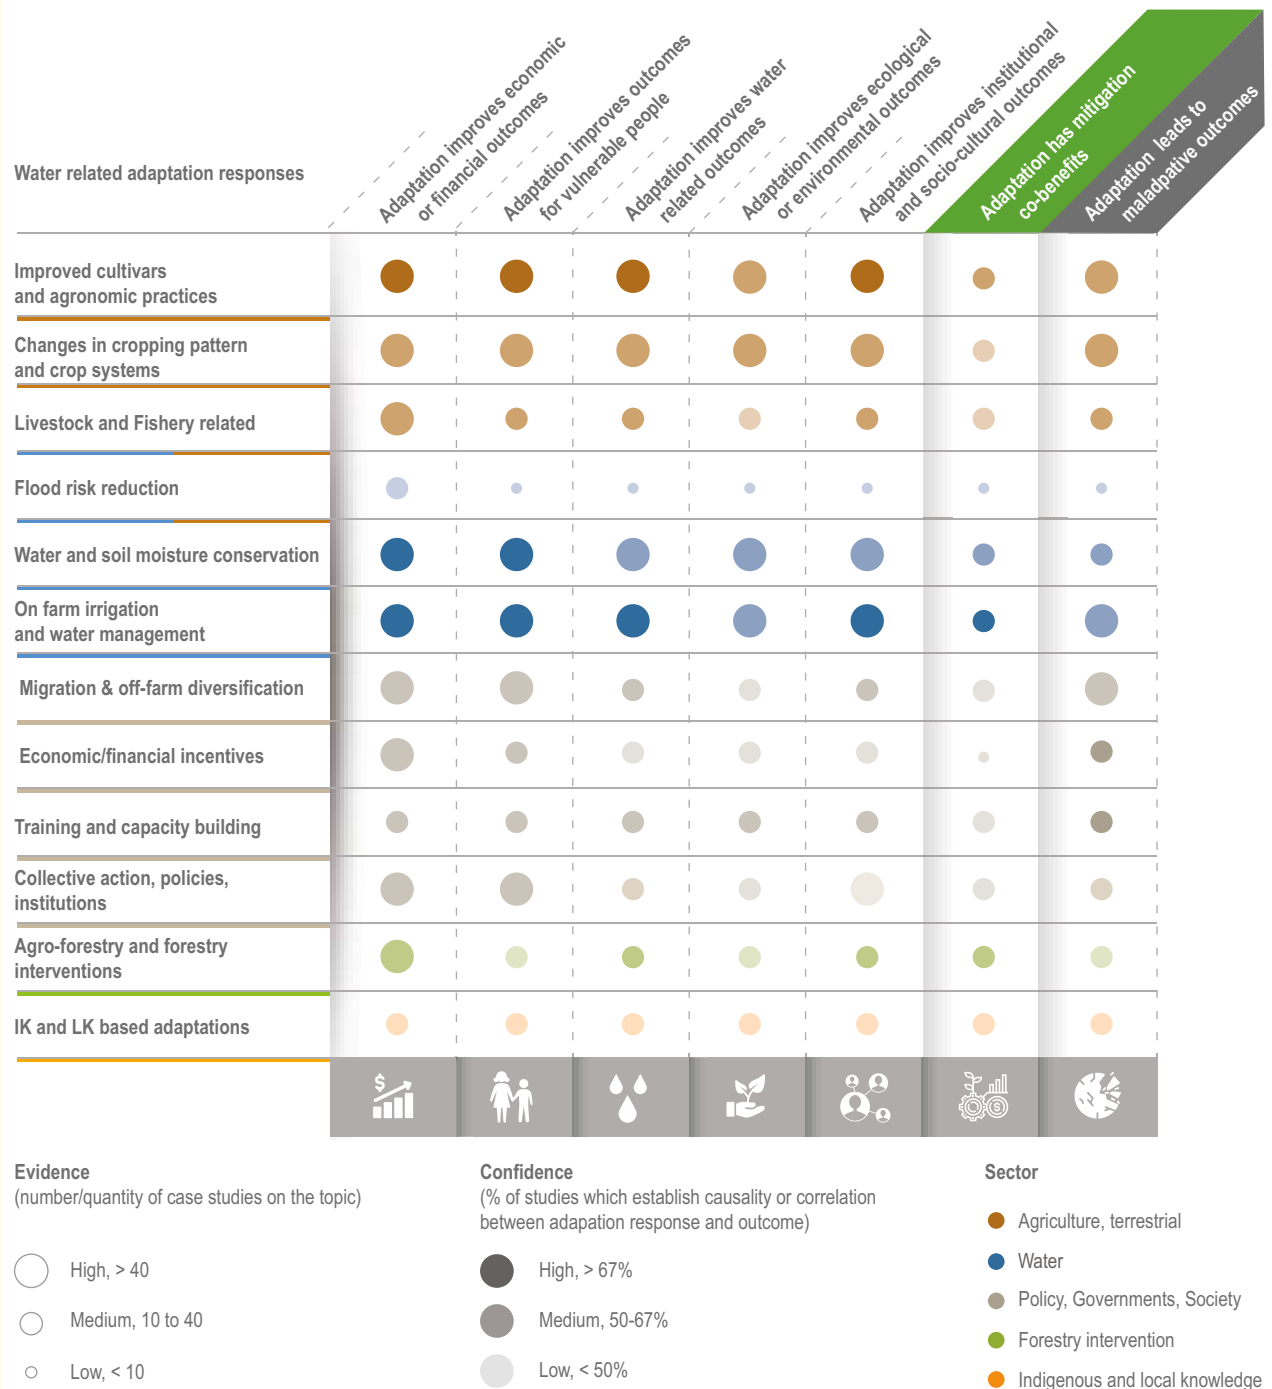 Adaptation improves economic
or financial outcomes
Adaptation improves outcomes
for vulnerable people
Adaptation improves water
related outcomes
Adaptation improves ecological
or environmental outcomes
Adaptation improves institutional
and socio-cultural outcomes
Adaptation has mitigation
co-benefits
Adaptation leads to
maladpative outcomes
Water related adaptation responses
Improved cultivars
and agronomic practices
Changes in cropping pattern
and crop systems
Livestock and Fishery related
Flood risk reduction
Water and soil moisture conservation
On farm irrigation
and water management
Migration & off-farm diversification
Economic/financial incentives
Training and capacity building
Collective action, policies,
institutions
Agro-forestry and forestry
interventions
IK and LK based adaptations
$
$
Evidence
(number/quantity of case studies on the topic)
High, > 40
Medium, 10 to 40
Low, < 10
Confidence
(% of studies which establish causality or correlation
between adapation response and outcome)
High, > 67%
Medium, 50-67%
Low, < 50%
Sector
Agriculture, terrestrial
Water
Policy, Governments, Society
Forestry intervention
Indigenous and local knowledge